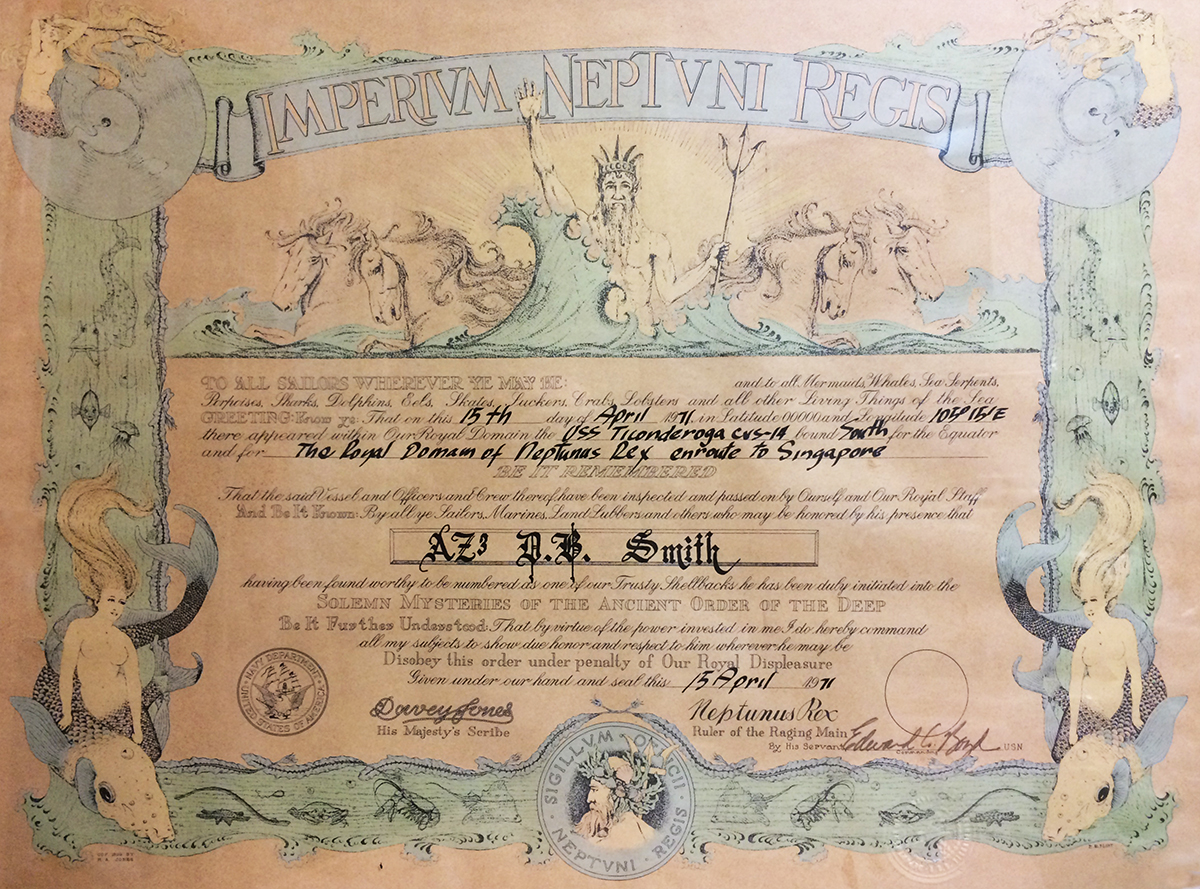 IMPERIVM NEPTVNI REGIS
TO ALL SAILORS WHEREVER YE MAY BE: and to all Mermaids, Whales, Sea Serpents,
Porpoises, Sharks, Dolphins, Eels, Skates, Suckers, Crabs, Lobsters and all other Living Things of the Sea
GREETING: Know ye: That on this 15th day of April 1971 in Latitude 00000 and Longitude
there appeared within Our Royal Domain the USS Ticonderoga CVS-14 bound South for the Equator
and for The Royal Domain of Neptunus Rex enroute to Singapore
BE IT REMEMBERED
That the said Vessel and Officers and Crew thereof, have been inspected and passed on by Ourself and Our Royal Staff
And Be It Known: By all ye Sailors, Marines, Land Lubbers and others who may be honored by his presence that
AZ3 D.B. Smith
having been found worthy to be numbered as one of our Trusty Shellbacks he has been duly initiated into the
SOLEMN MYSTERIES OF THE ANCIENT ORDER OF THE DEEP
Be It Further Understood: That by virtue of the power invested in me I do hereby command
all my subjects to show due honor and respect to him wherever he may be
Disobey this order under penalty of Our Royal Displeasure
Given under our hand and seal this 15 April 1971
NAVY DEPARTMENT
UNITED STATES OF AMERICA
Davey Jones
His Majesty's Scribe
Neptunus Rex
Ruler of the Raging Main
By His Servant Edward C. USN
SIGILLVM
NEPTVNI REGIS